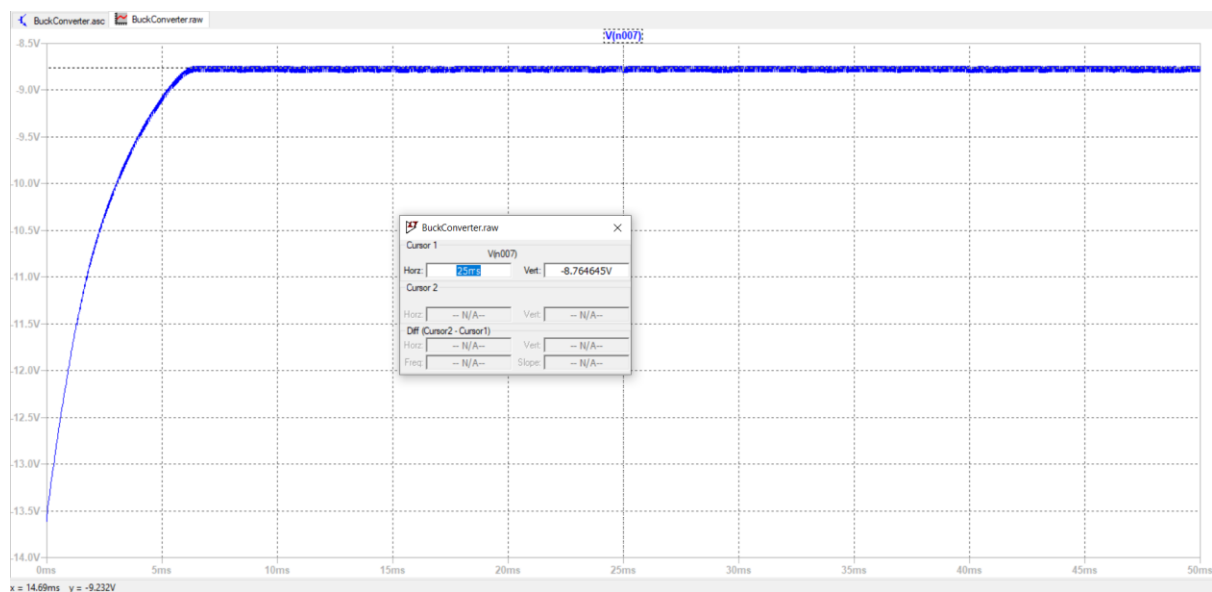 BuckConverter.asc BuckConverter.raw
V(n007)
-8.5V
-9.0V
-9.5V
-10.0V
-10.5V
-11.0V
-11.5V
-12.0V
-12.5V
-13.0V
-13.5V
-14.0V
BuckConverter.raw
Cursor 1
V(n007)
Horz: 25ms Vert: -8.764645V
Cursor 2
Horz: -- N/A-- Vert: -- N/A--
Diff (Cursor2 - Cursor1)
Horz: -- N/A-- Vert: -- N/A--
Freq: -- N/A-- Slope: -- N/A--
0ms 5ms 10ms 15ms 20ms 25ms 30ms 35ms 40ms 45ms 50ms
x = 14.69ms y = -9.232V